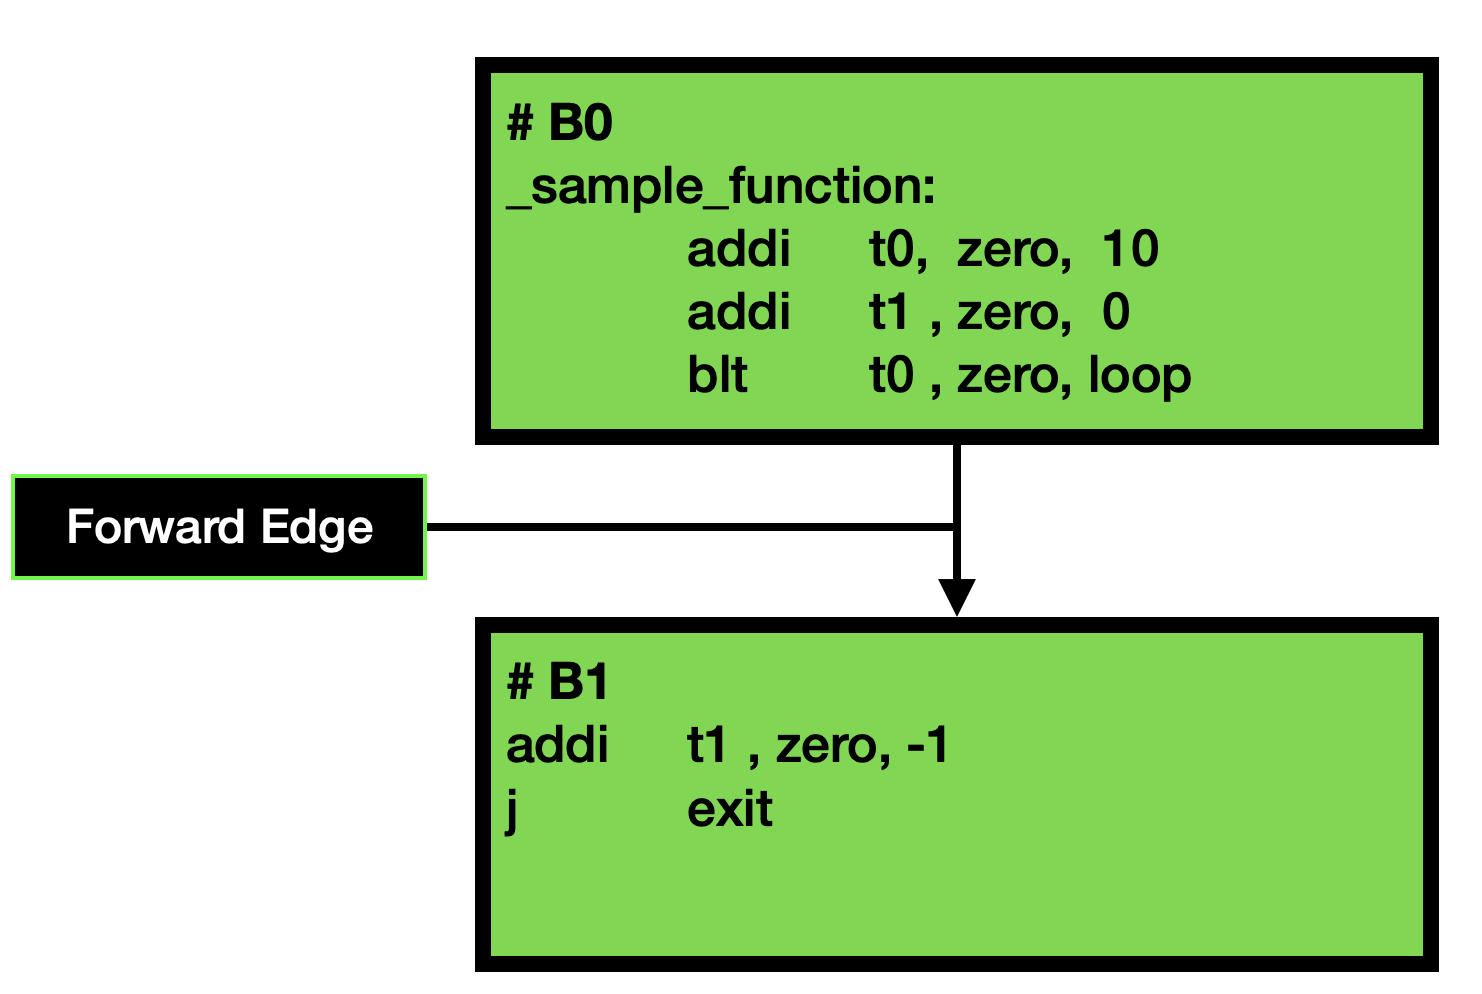 # B0
_sample_function:
addi t0, zero, 10
addi t1 , zero, 0
blt t0 , zero, loop
Forward Edge
# B1
addi t1 , zero, -1
j exit